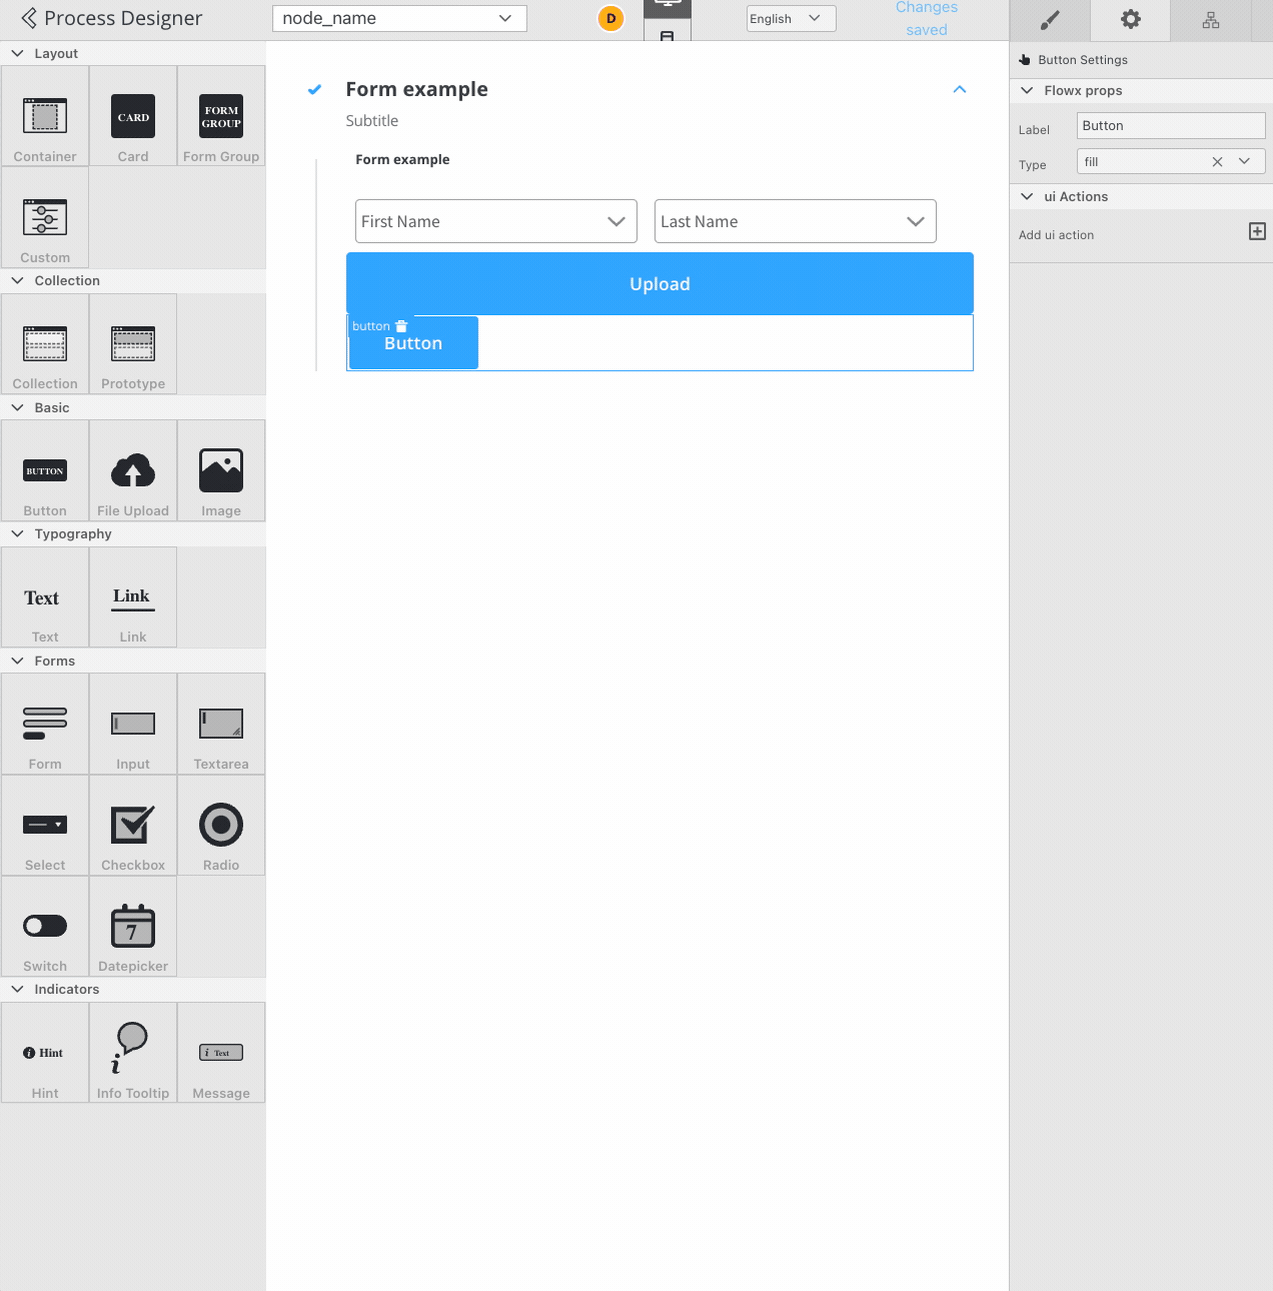 Process Designer
node_name
D
English
Changes
saved
Layout
CARD
FORM
GROUP
Container
Card
Form Group
Custom
Collection
Collection
Prototype
Basic
BUTTON
Button
File Upload
Image
Typography
Text
Link
Text
Link
Forms
Form
Input
Textarea
Select
Checkbox
Radio
7
Switch
Datepicker
Indicators
i Hint
i
i Text
Hint
Info Tooltip
Message
Form example
Subtitle
Form example
First Name
Last Name
Upload
button
Button
Button Settings
Flowx props
Label
Button
Type
fill
ui Actions
Add ui action